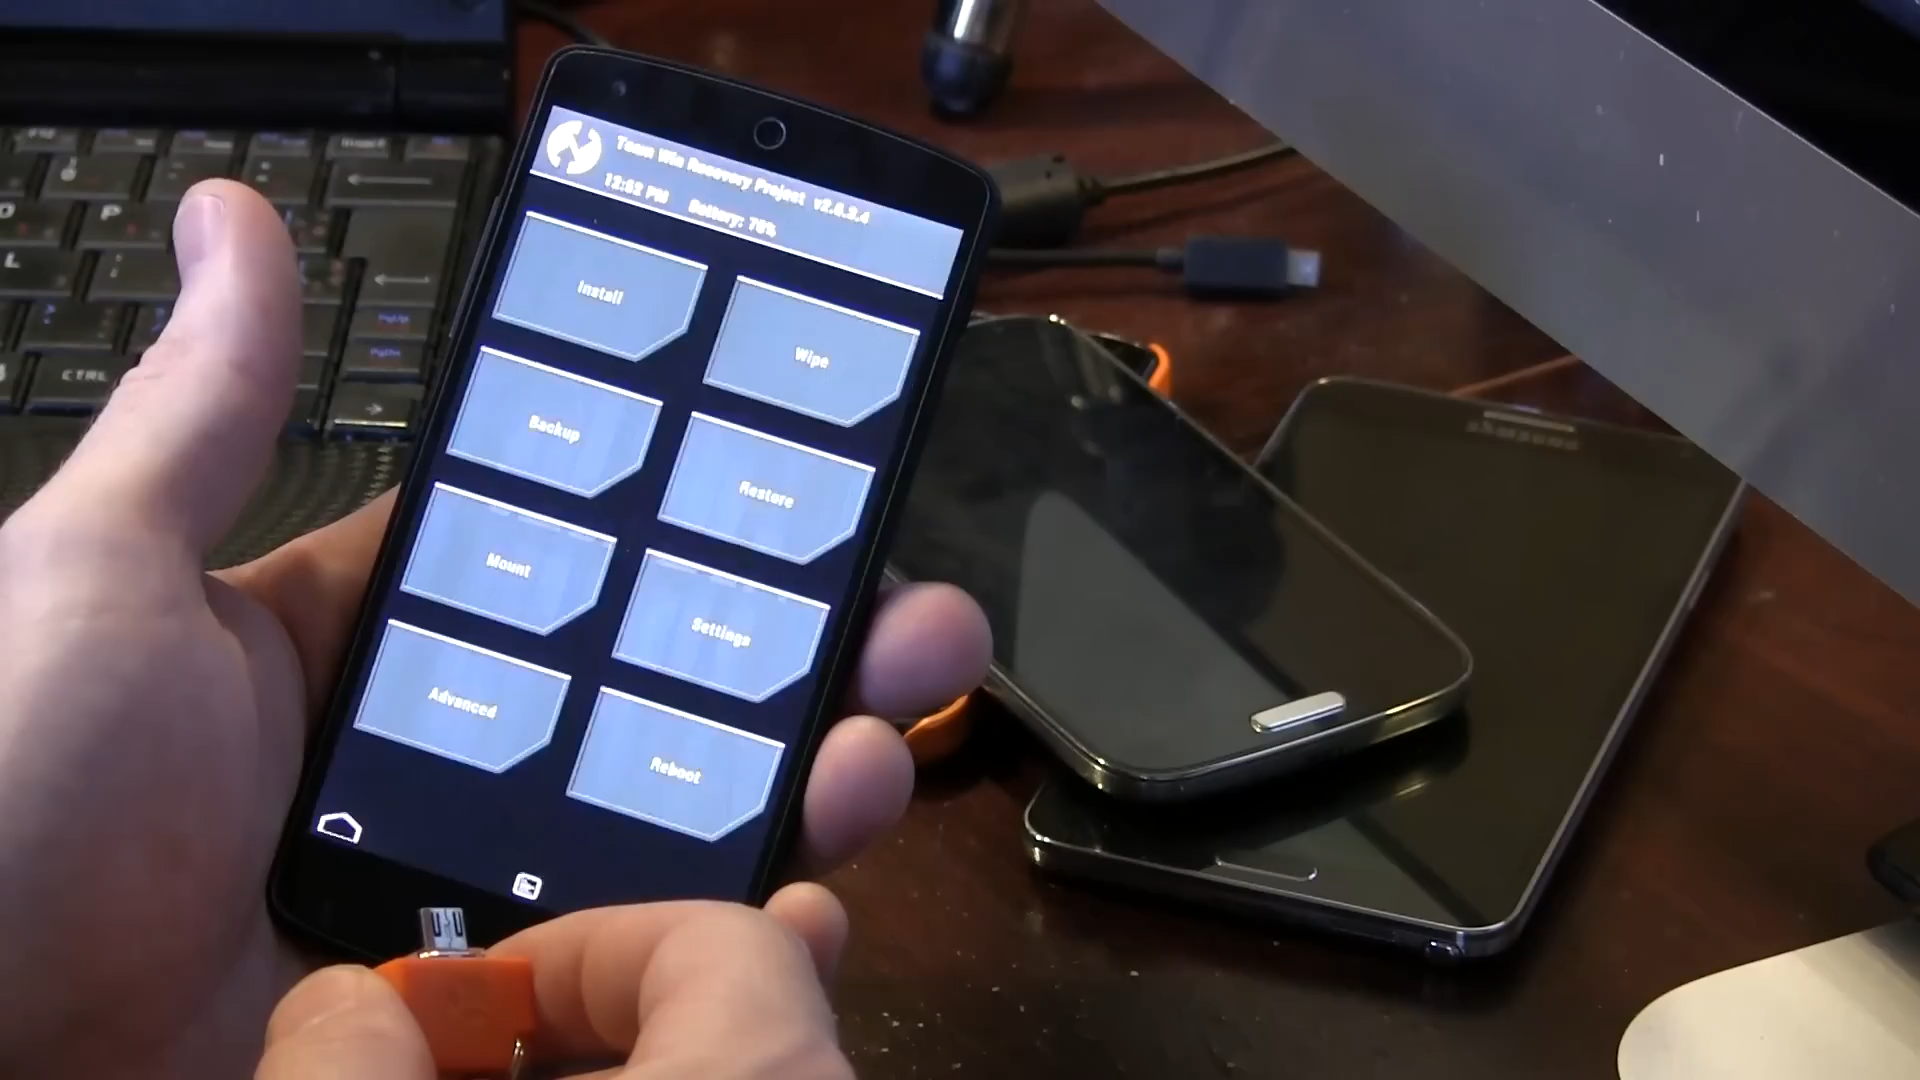 Team Win Recovery Project v2.6.3.4
12:52 PM Battery: 78%
Install
Wipe
Backup
Restore
Mount
Settings
Advanced
Reboot
SAMSUNG
P
L
CTRL